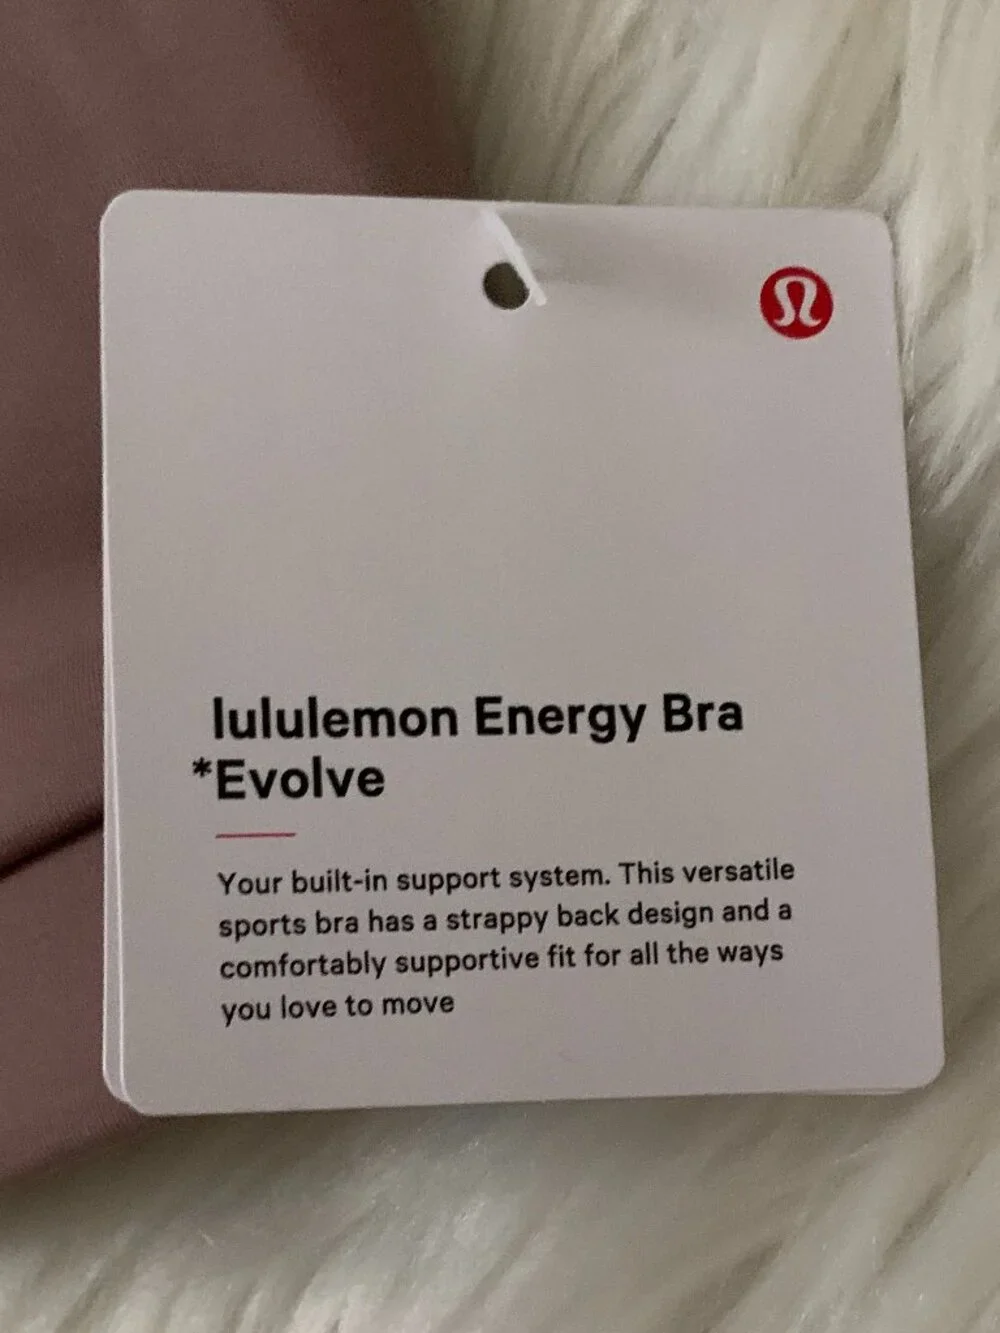 lululemon Energy Bra
*Evolve
Your built-in support system. This versatile
sports bra has a strappy back design and a
comfortably supportive fit for all the ways
you love to move